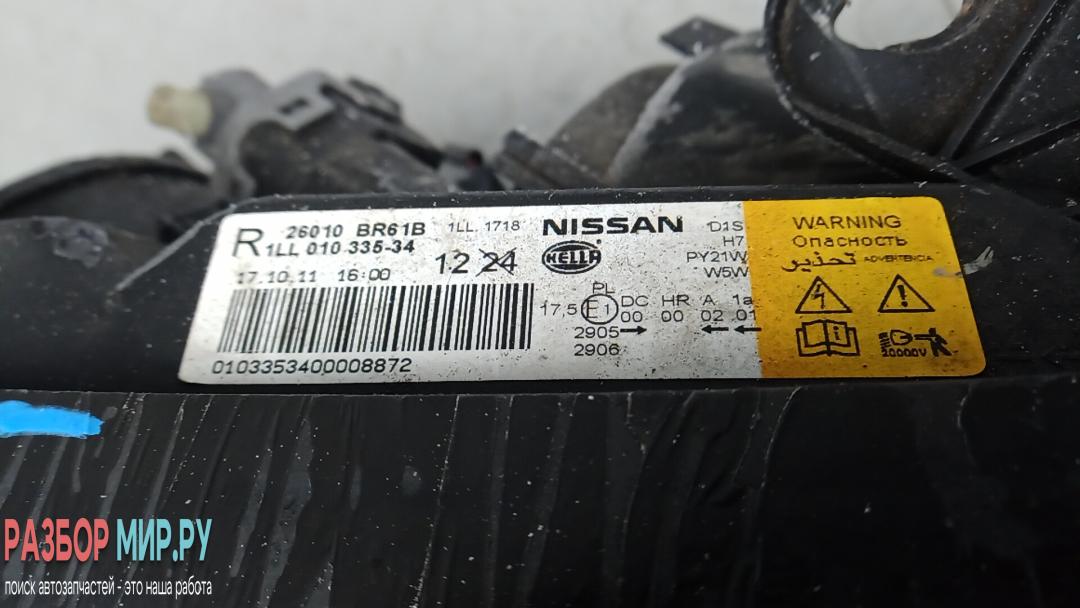 R 26010 BR61B 1LL. 1718 NISSAN D1S
1LL 010 335-34 HELLA H7
17.10.11 16:00 12 24 PY21W
W5W
PL
17,5 E1 DC HR A 1a
00 00 02 01
2905 → ← ←
2906
0103353400008872
WARNING
Опасность
تحذير ADVERTENCIA
i
20000V
РАЗБОР МИР.РУ
поиск автозапчастей - это наша работа